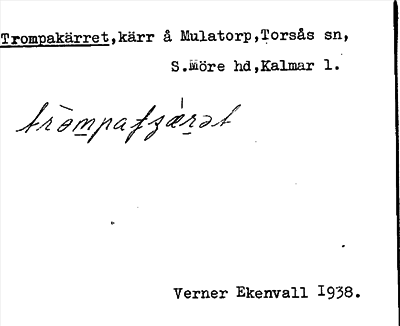 Trompakärret,kärr å Mulatorp,Torsås sn,
S.Möre hd,Kalmar l.
Verner Ekenvall 1938.